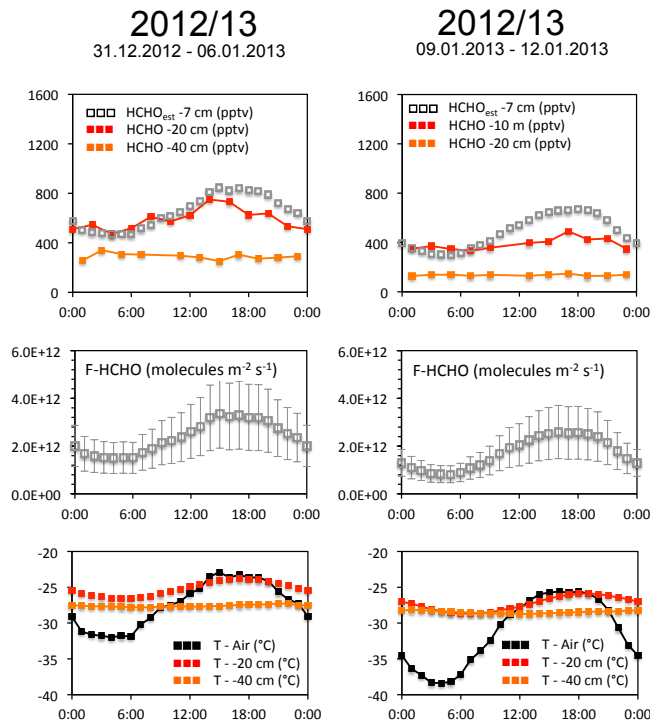 2012/13
31.12.2012 - 06.01.2013
1600
1200
800
400
0
HCHOest -7 cm (pptv)
HCHO -20 cm (pptv)
HCHO -40 cm (pptv)
0:00 6:00 12:00 18:00 0:00
6.0E+12
4.0E+12
2.0E+12
0.0E+00
F-HCHO (molecules m⁻² s⁻¹)
0:00 6:00 12:00 18:00 0:00
-20
-25
-30
-35
-40
T - Air (°C)
T - -20 cm (°C)
T - -40 cm (°C)
0:00 6:00 12:00 18:00 0:00
2012/13
09.01.2013 - 12.01.2013
1600
1200
800
400
0
HCHOest -7 cm (pptv)
HCHO -10 m (pptv)
HCHO -20 cm (pptv)
0:00 6:00 12:00 18:00 0:00
6.0E+12
4.0E+12
2.0E+12
0.0E+00
F-HCHO (molecules m⁻² s⁻¹)
0:00 6:00 12:00 18:00 0:00
-20
-25
-30
-35
-40
T - Air (°C)
T - -20 cm (°C)
T - -40 cm (°C)
0:00 6:00 12:00 18:00 0:00